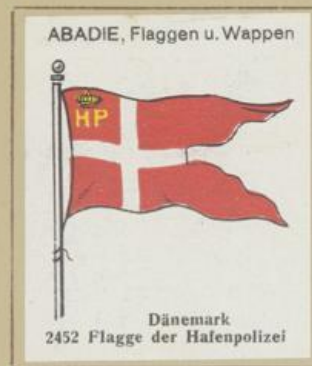 ABADIE, Flaggen u. Wappen
HP
Dänemark
2452 Flagge der Hafenpolizei